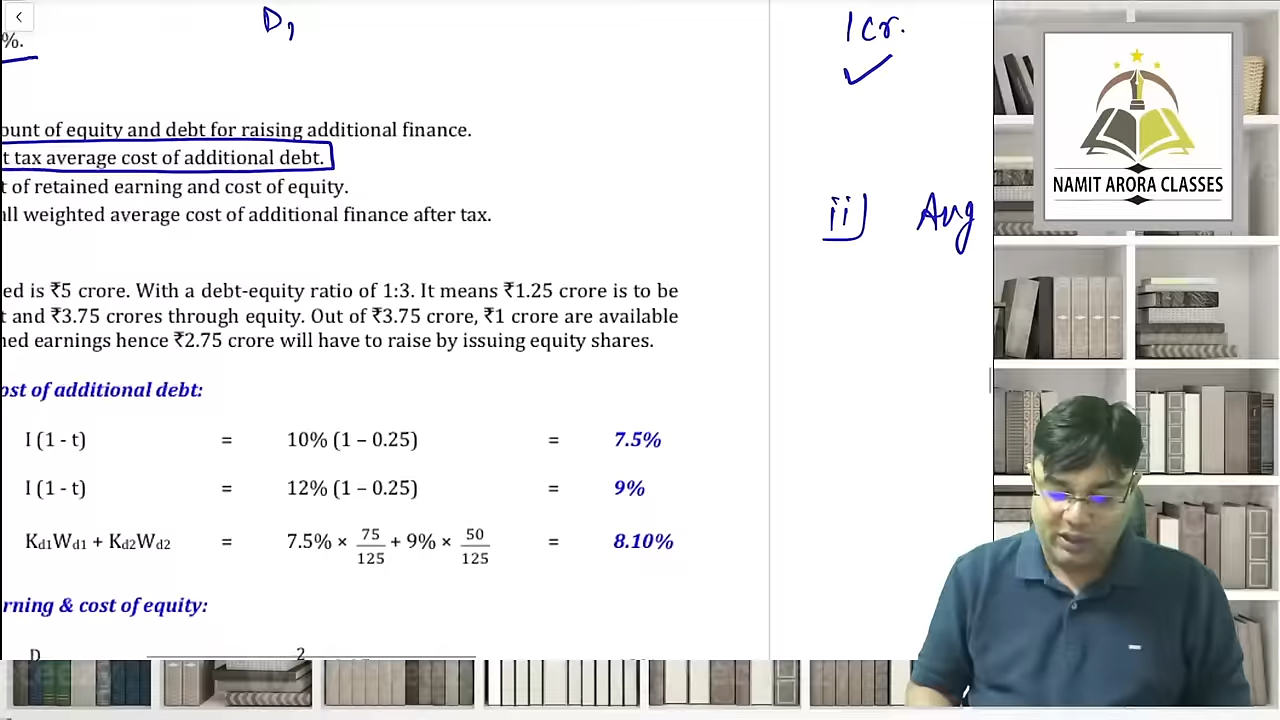 %.
D,
1 cr.
ount of equity and debt for raising additional finance.
t tax average cost of additional debt.
t of retained earning and cost of equity.
ll weighted average cost of additional finance after tax.
ii) Avg
NAMIT ARORA CLASSES
ed is ₹5 crore. With a debt-equity ratio of 1:3. It means ₹1.25 crore is to be
t and ₹3.75 crores through equity. Out of ₹3.75 crore, ₹1 crore are available
ned earnings hence ₹2.75 crore will have to raise by issuing equity shares.
ost of additional debt:
I (1 - t) = 10% (1 – 0.25) = 7.5%
I (1 - t) = 12% (1 – 0.25) = 9%
Kd1Wd1 + Kd2Wd2 = 7.5% × 75/125 + 9% × 50/125 = 8.10%
rning & cost of equity:
D 2